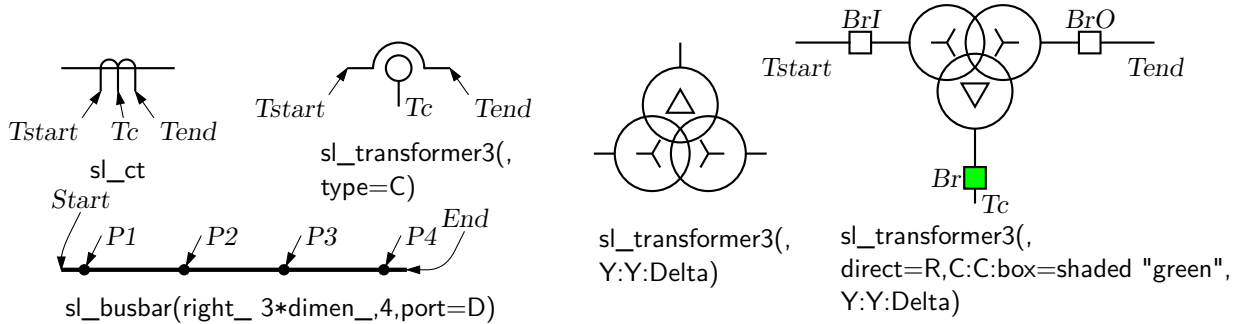 Tstart
Tc
Tend
sl_ct
Tstart
Tc
Tend
sl_transformer3(,
type=C)
Start
P1
P2
P3
P4
End
sl_busbar(right_ 3*dimen_,4,port=D)
sl_transformer3(,
Y:Y:Delta)
BrI
BrO
Tstart
Tend
Br
Tc
sl_transformer3(,
direct=R,C:C:box=shaded "green",
Y:Y:Delta)